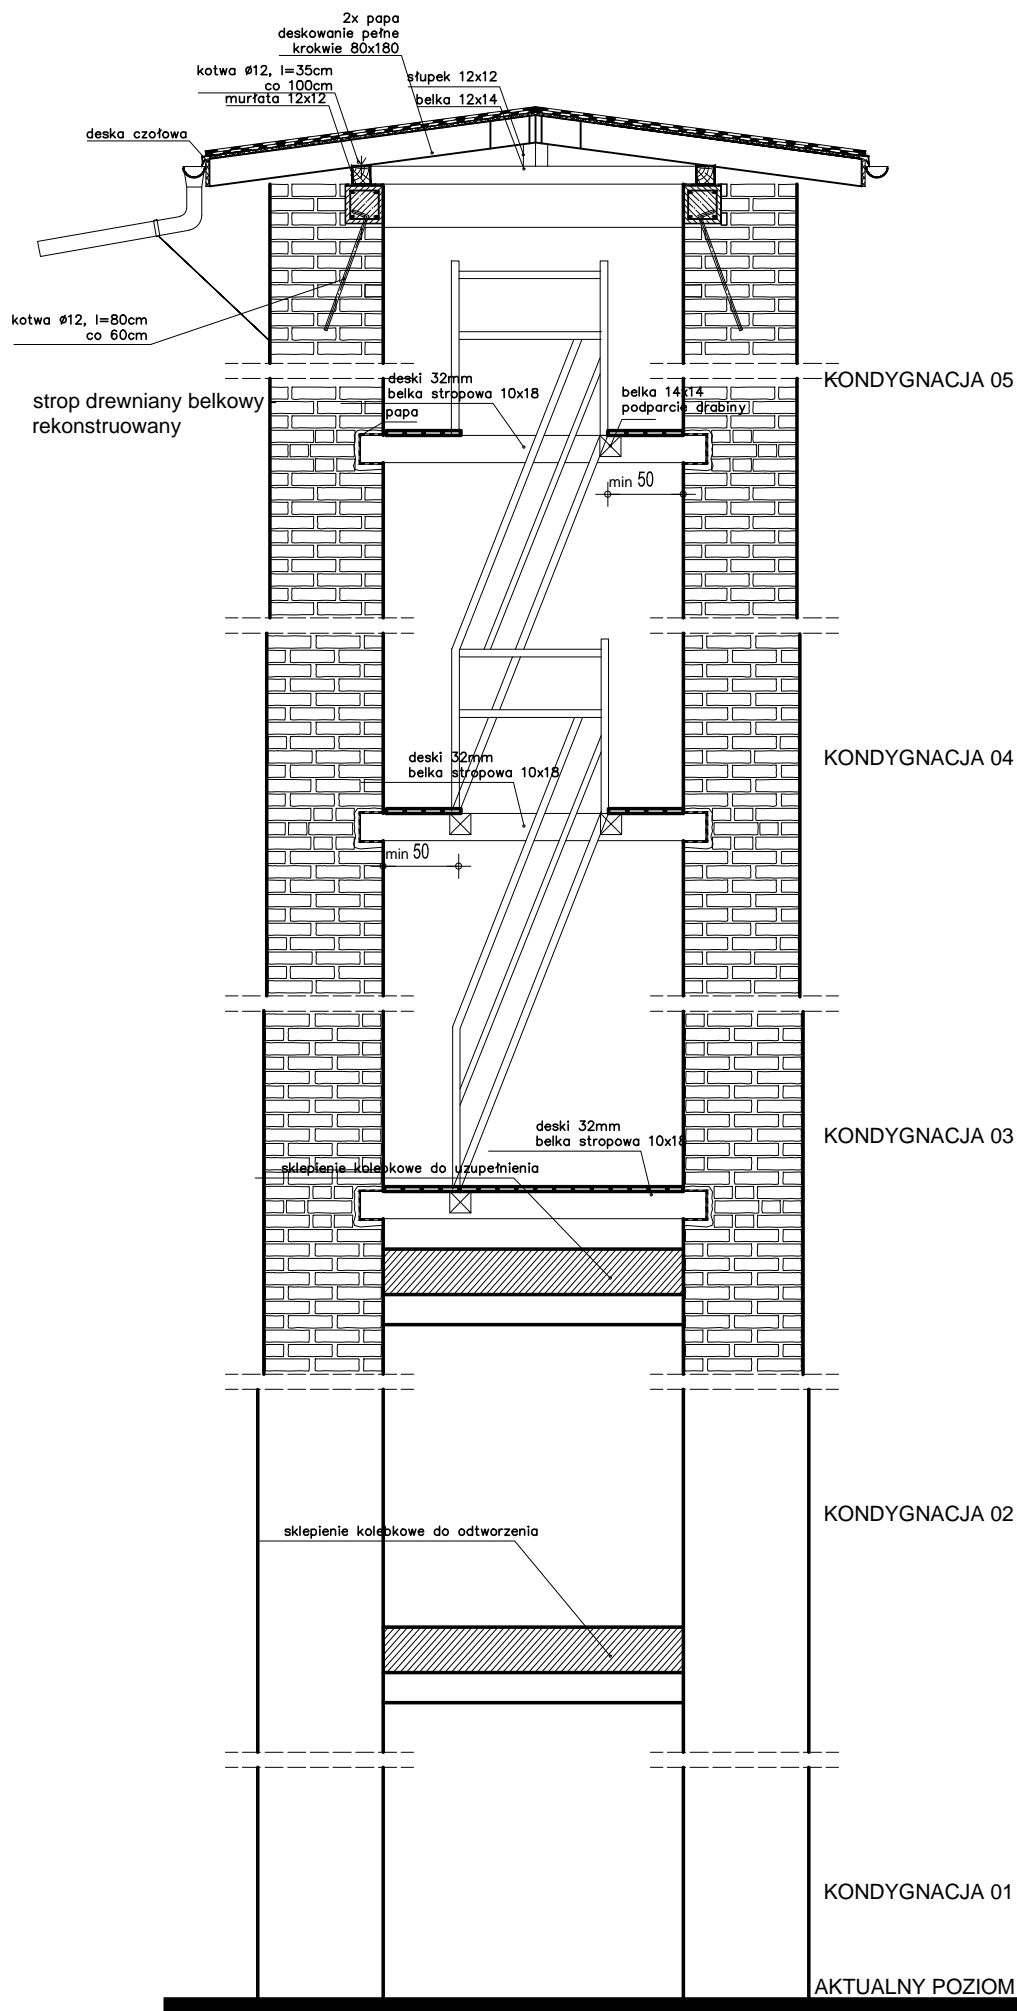 2x papa
deskowanie pełne
krokwie 80x180
kotwa ø12, l=35cm
co 100cm
murłata 12x12
słupek 12x12
belka 12x14
deska czołowa
kotwa ø12, l=80cm
co 60cm
KONDYGNACJA 05
deski 32mm
belka stropowa 10x18
papa
belka 14x14
podparcie drabiny
strop drewniany belkowy
rekonstruowany
min 50
deski 32mm
belka stropowa 10x18
KONDYGNACJA 04
min 50
deski 32mm
belka stropowa 10x18
KONDYGNACJA 03
sklepienie kolebkowe do uzupełnienia
KONDYGNACJA 02
sklepienie kolebkowe do odtworzenia
KONDYGNACJA 01
AKTUALNY POZIOM